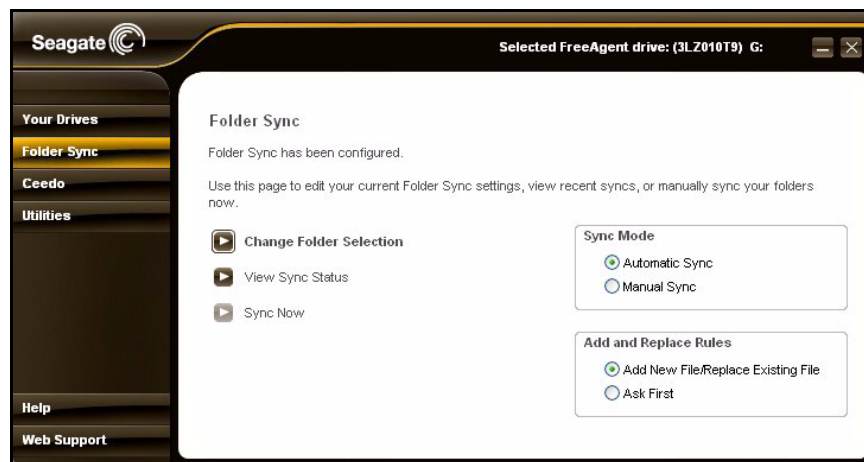 Seagate
Selected FreeAgent drive: (3LZ010T9) G:
Your Drives
Folder Sync
Ceedo
Utilities
Help
Web Support
Folder Sync
Folder Sync has been configured.
Use this page to edit your current Folder Sync settings, view recent syncs, or manually sync your folders
now.
Change Folder Selection
View Sync Status
Sync Now
Sync Mode
Automatic Sync
Manual Sync
Add and Replace Rules
Add New File/Replace Existing File
Ask First